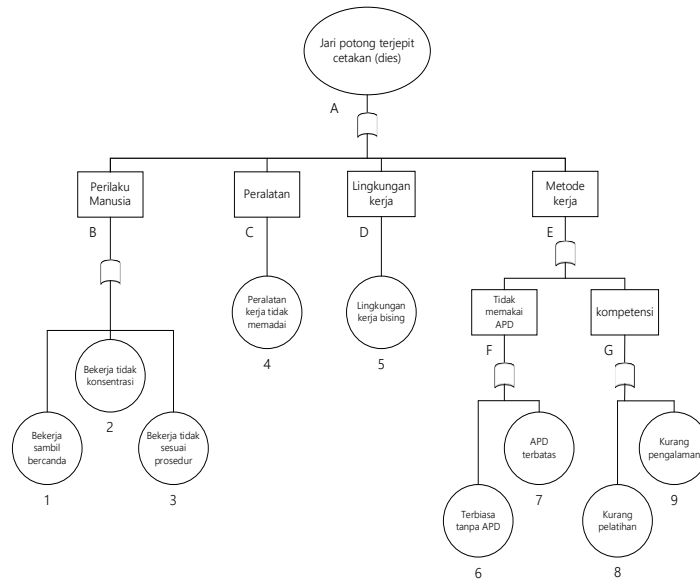 Jari potong terjepit
cetakan (dies)
A
Perilaku
Manusia
Peralatan
Lingkungan
kerja
Metode
kerja
B
C
D
E
Peralatan
kerja tidak
memadai
Lingkungan
kerja bising
Tidak
memakai
APD
kompetensi
4
5
F
G
Bekerja tidak
konsentrasi
2
Bekerja
sambil
bercanda
Bekerja tidak
sesuai
prosedur
APD
terbatas
Kurang
pengalaman
1
3
7
9
Terbiasa
tanpa APD
Kurang
pelatihan
6
8